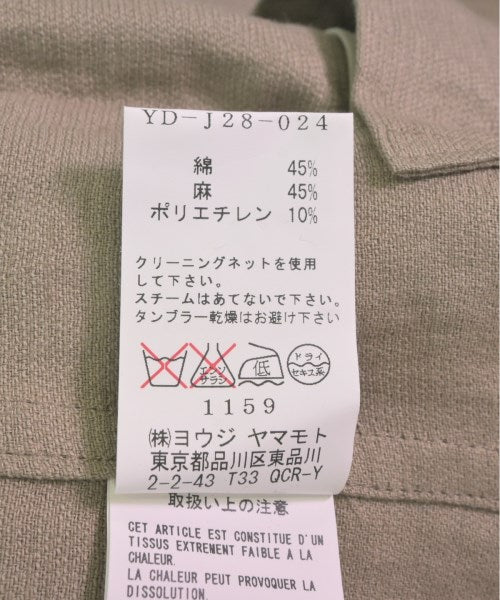 YD-J28-024
綿 45%
麻 45%
ポリエチレン 10%
クリーニングネットを使用
して下さい。
スチームはあてないで下さい。
タンブラー乾燥はお避け下さい
エンソ
サラシ
低
ドライ
セキユ系
1159
㈱ヨウジ ヤマモト
東京都品川区東品川
2-2-43 T33 QCR-Y
取扱い上の注意
CET ARTICLE EST CONSTITUE D'UN
TISSUS EXTREMENT FAIBLE A LA
CHALEUR.
LA CHALEUR PEUT PROVOQUER LA
DISSOLUTION.